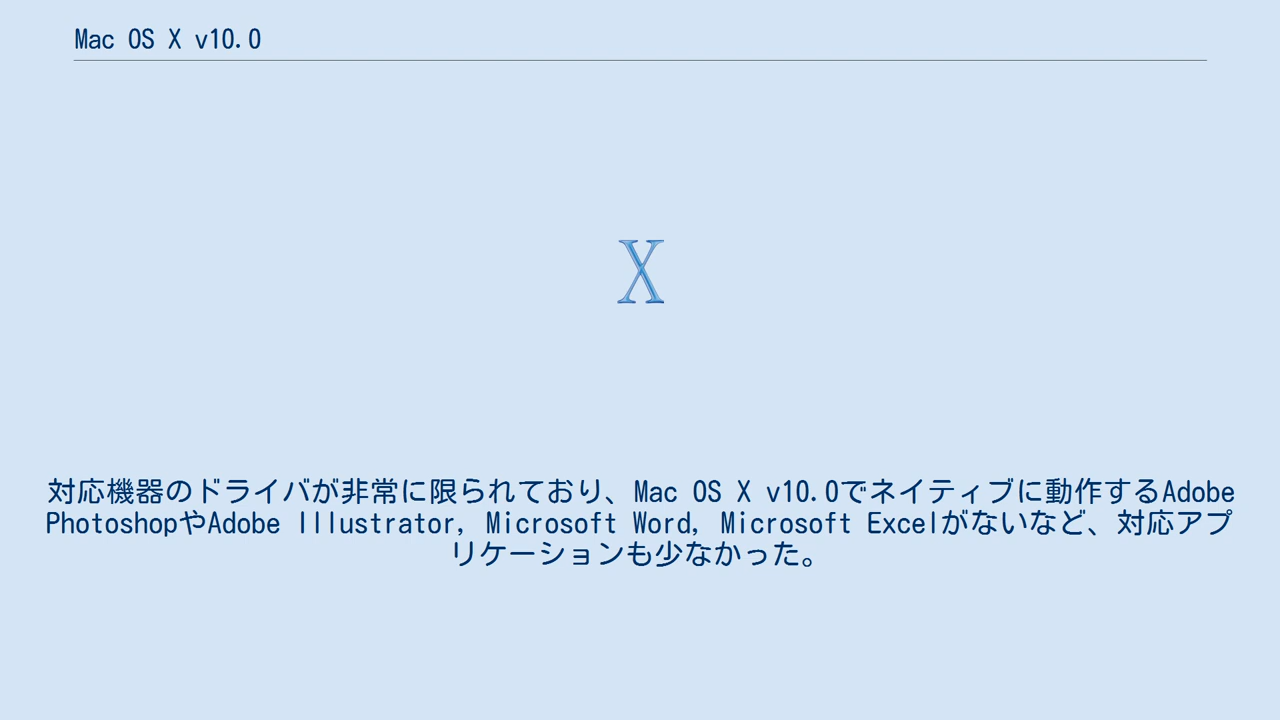 Mac OS X v10.0
X
対応機器のドライバが非常に限られており、Mac OS X v10.0でネイティブに動作するAdobe
PhotoshopやAdobe Illustrator, Microsoft Word, Microsoft Excelがないなど、対応アプ
リケーションも少なかった。